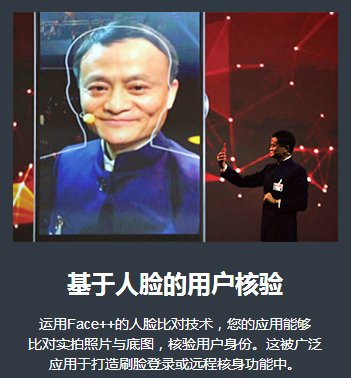 基于人脸的用户核验
运用Face++的人脸比对技术，您的应用能够
比对实拍照片与底图，核验用户身份。这被广泛
应用于打造刷脸登录或远程核身功能中。